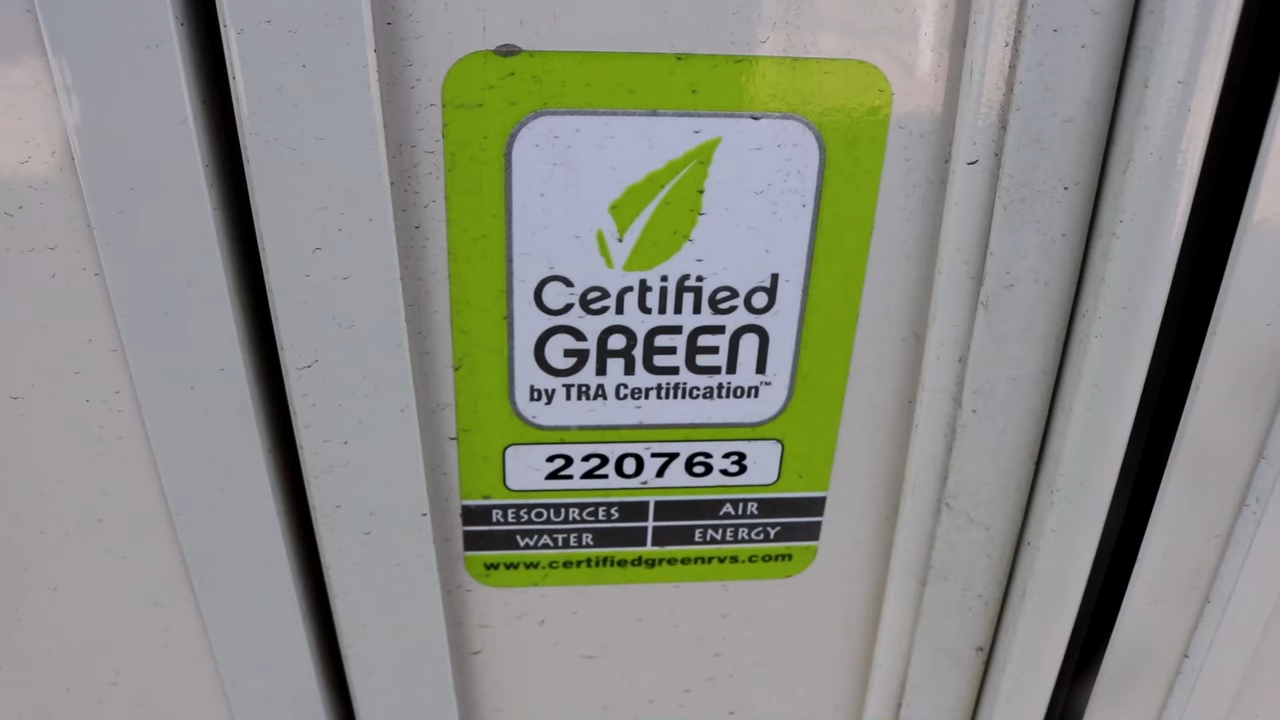 Certified
GREEN
by TRA Certification™
220763
RESOURCES
AIR
WATER
ENERGY
www.certifiedgreenrvs.com